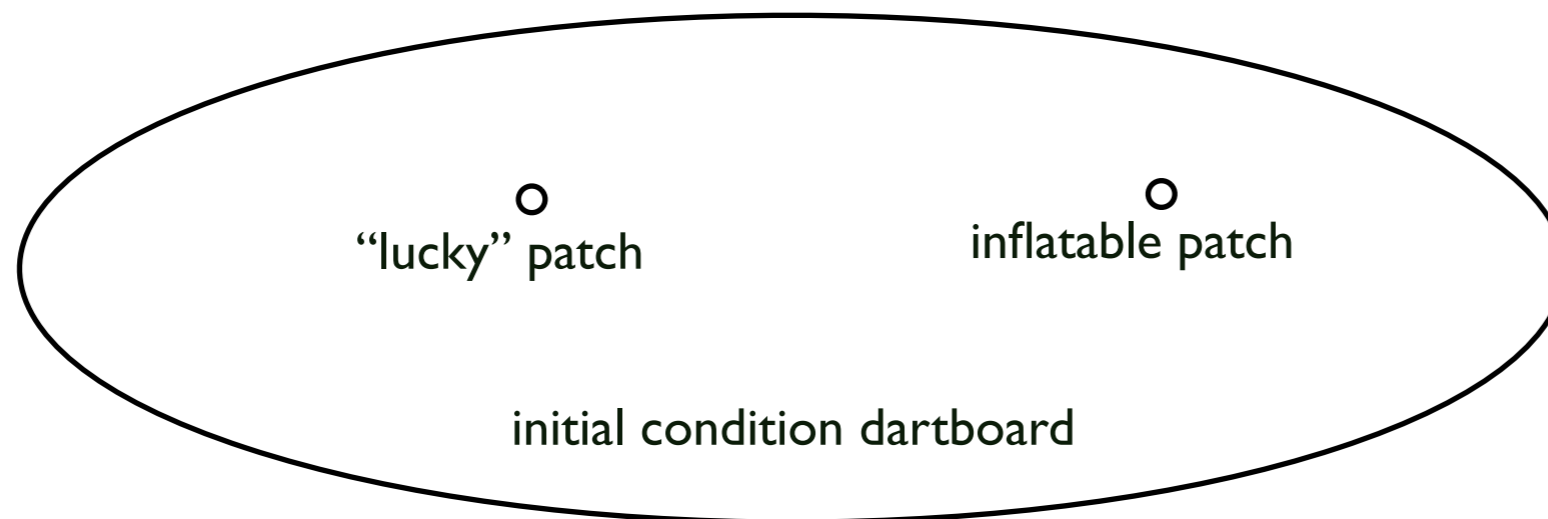 “lucky” patch
inflatable patch
initial condition dartboard